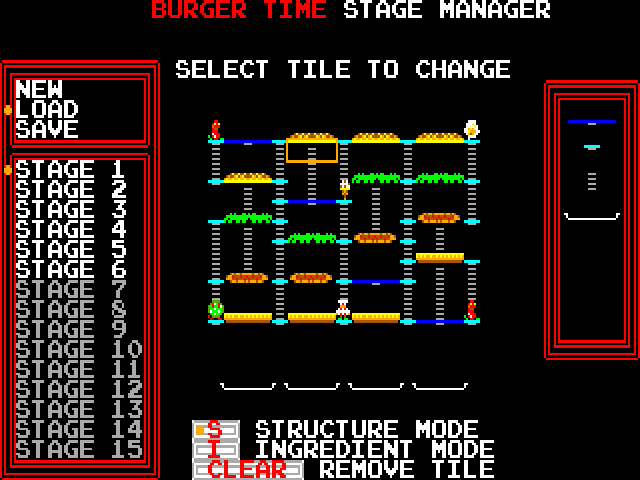 BURGER TIME STAGE MANAGER
SELECT TILE TO CHANGE
NEW
LOAD
SAVE
STAGE 1
STAGE 2
STAGE 3
STAGE 4
STAGE 5
STAGE 6
STAGE 7
STAGE 8
STAGE 9
STAGE 10
STAGE 11
STAGE 12
STAGE 13
STAGE 14
STAGE 15
S STRUCTURE MODE
I INGREDIENT MODE
CLEAR REMOVE TILE